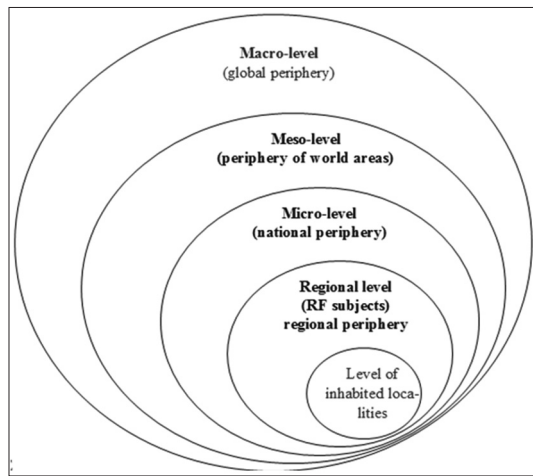 Macro-level
(global periphery)
Meso-level
(periphery of world areas)
Micro-level
(national periphery)
Regional level
(RF subjects)
regional periphery
Level of
inhabited loca-
lities